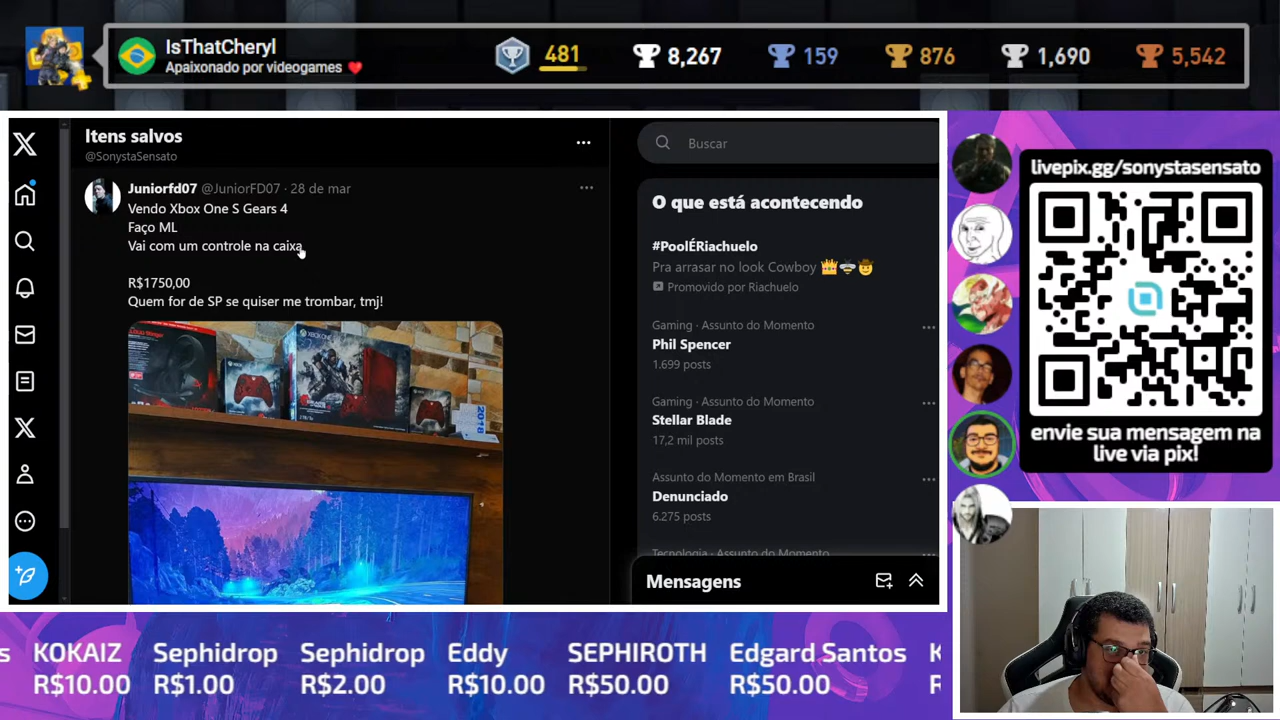 IsThatCheryl
Apaixonado por videogames ❤️
481
8,267
159
876
1,690
5,542
Itens salvos
@SonystaSensato
Juniorfd07 @JuniorFD07 · 28 de mar
Vendo Xbox One S Gears 4
Faço ML
Vai com um controle na caixa
R$1750,00
Quem for de SP se quiser me trombar, tmj!
2018
Buscar
O que está acontecendo
#PoolÉRiachuelo
Pra arrasar no look Cowboy 👑🐝🤠
Promovido por Riachuelo
Gaming · Assunto do Momento
Phil Spencer
1.699 posts
Gaming · Assunto do Momento
Stellar Blade
17,2 mil posts
Assunto do Momento em Brasil
Denunciado
6.275 posts
Tecnologia · Assunto do Momento
Mensagens
livepix.gg/sonystasensato
envie sua mensagem na
live via pix!
s KOKAIZ Sephidrop Sephidrop Eddy SEPHIROTH Edgard Santos K
R$10.00 R$1.00 R$2.00 R$10.00 R$50.00 R$50.00 R